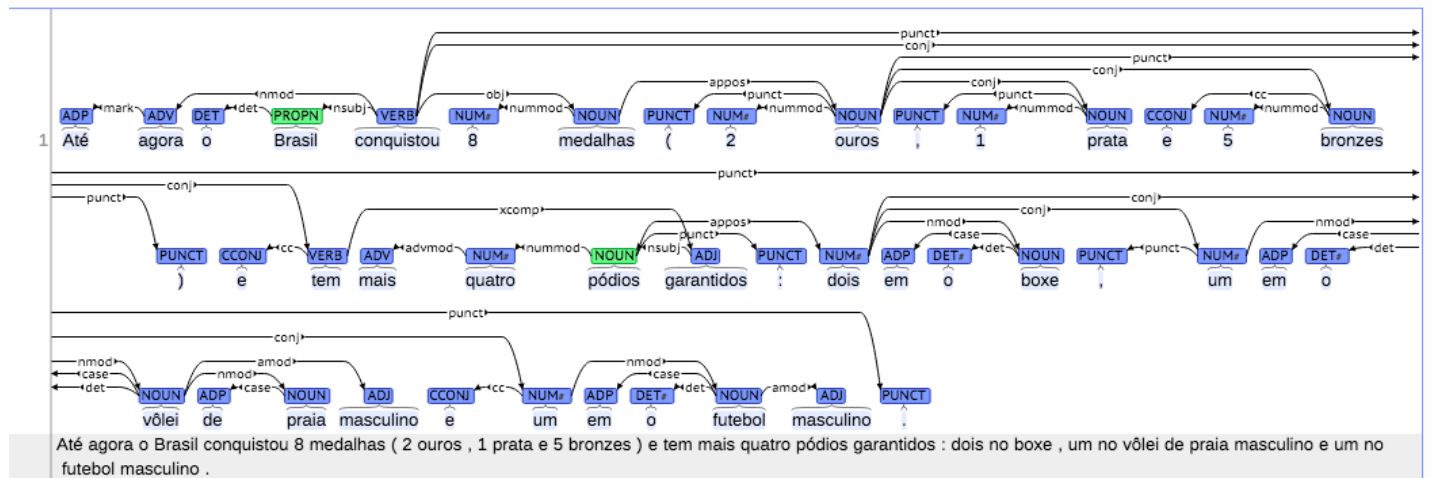 punct
conj
punct
conj
nmod appos conj
mark det nsubj obj nummod punct nummod punct nummod cc nummod
ADP ADV DET PROPN VERB NUM# NOUN PUNCT NUM# NOUN PUNCT NUM# NOUN CCONJ NUM# NOUN
1 Até agora o Brasil conquistou 8 medalhas ( 2 ouros , 1 prata e 5 bronzes
punct
conj
punct conj
xcomp conj
appos nmod nmod
punct case case
cc advmod nummod nsubj det punct det
PUNCT CCONJ VERB ADV NUM# NOUN ADJ PUNCT NUM# ADP DET# NOUN PUNCT NUM# ADP DET#
) e tem mais quatro pódios garantidos : dois em o boxe , um em o
punct
conj
nmod amod nmod
case nmod case
det case cc det amod
NOUN ADP NOUN ADJ CCONJ NUM# ADP DET# NOUN ADJ PUNCT
vôlei de praia masculino e um em o futebol masculino .
Até agora o Brasil conquistou 8 medalhas ( 2 ouros , 1 prata e 5 bronzes ) e tem mais quatro pódios garantidos : dois no boxe , um no vôlei de praia masculino e um no
futebol masculino .